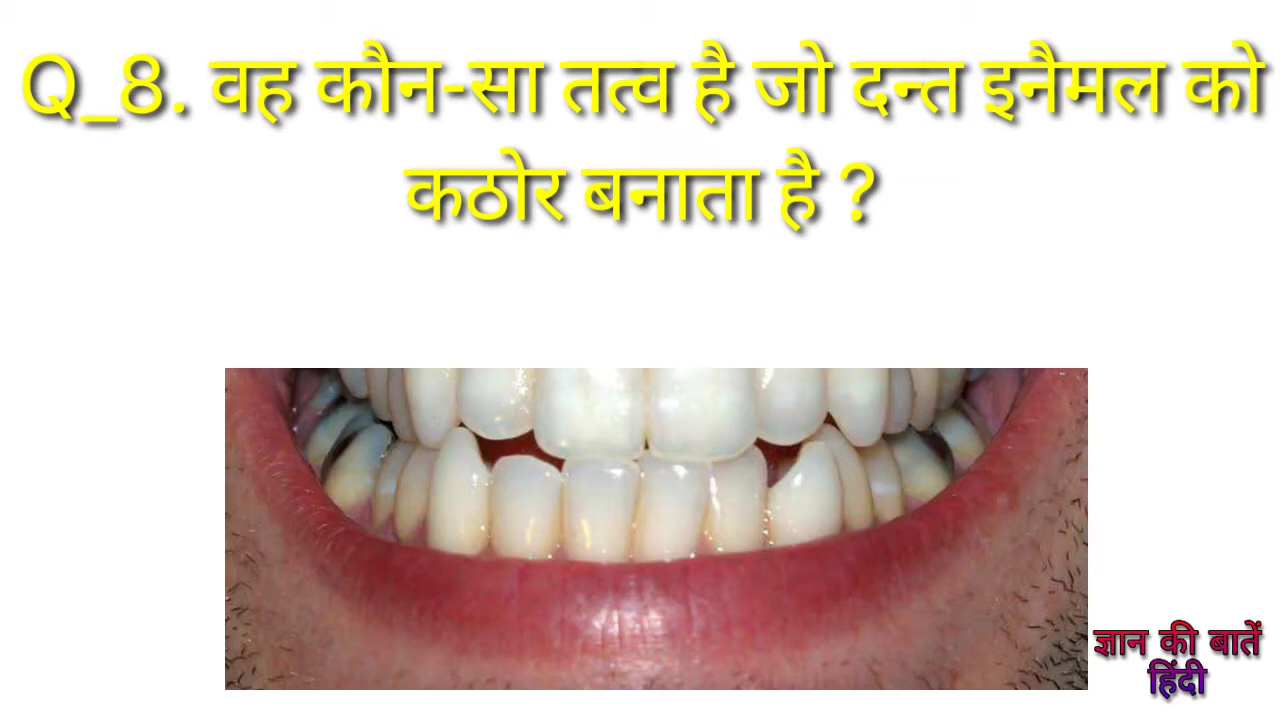 Q_8. वह कौन-सा तत्व है जो दन्त इनैमल को
कठोर बनाता है ?
ज्ञान की बातें
हिंदी